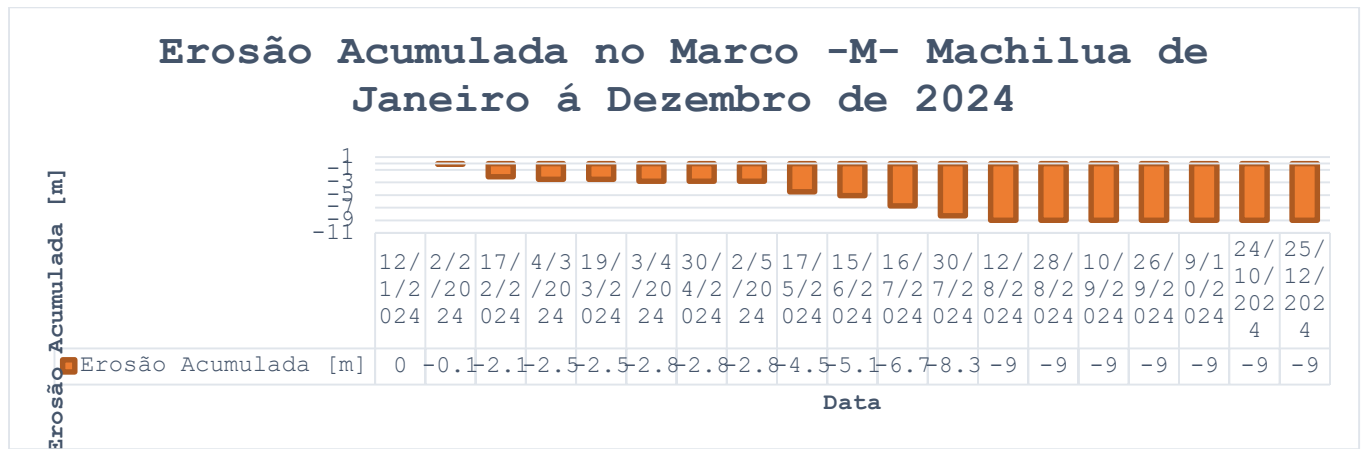 Erosão Acumulada no Marco -M- Machilua de
Janeiro á Dezembro de 2024
Erosão Acumulada [m]
1
-1
-3
-5
-7
-9
-11
12/1/2024 2/2/2024 17/2/2024 4/3/2024 19/3/2024 3/4/2024 30/4/2024 2/5/2024 17/5/2024 15/6/2024 16/7/2024 30/7/2024 12/8/2024 28/8/2024 10/9/2024 26/9/2024 9/10/2024 24/10/2024 25/12/2024
Erosão Acumulada [m] 0 -0.1 -2.1 -2.5 -2.5 -2.8 -2.8 -2.8 -4.5 -5.1 -6.7 -8.3 -9 -9 -9 -9 -9 -9 -9
Data